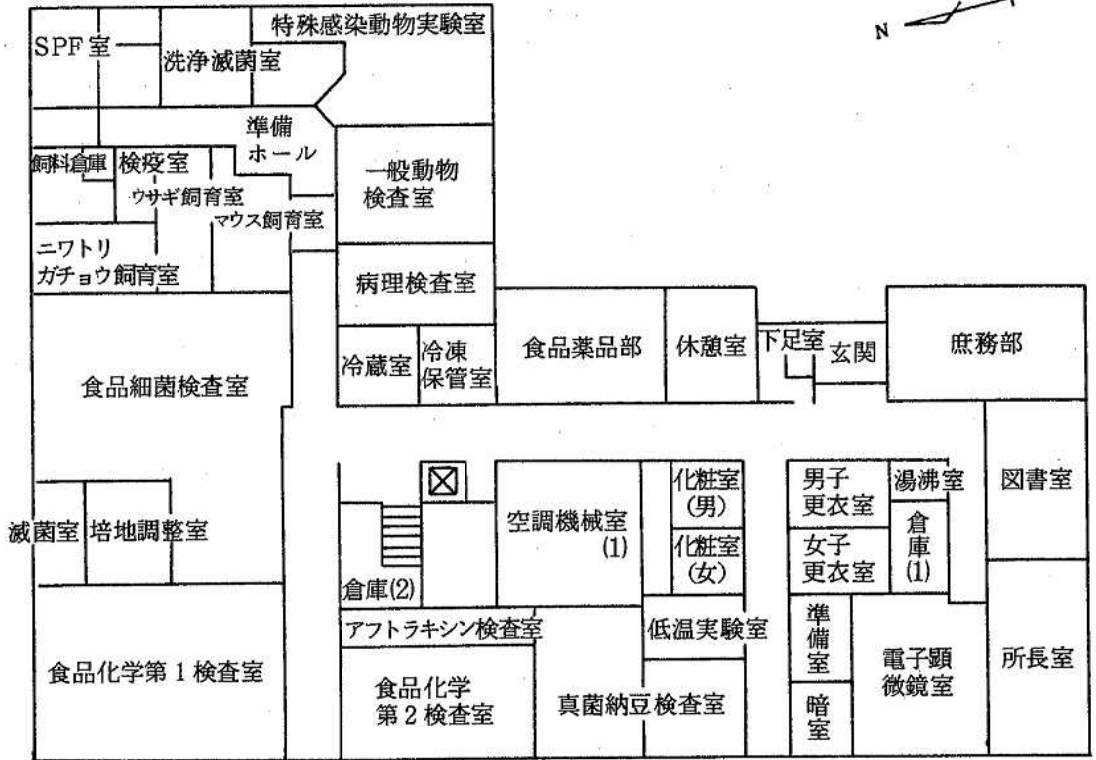 N
特殊感染動物実験室
SPF室
洗浄滅菌室
準備
ホール
飼料倉庫
検疫室
一般動物
検査室
ウサギ飼育室
マウス飼育室
ニワトリ
ガチョウ飼育室
病理検査室
冷蔵室
冷凍
保管室
食品薬品部
休憩室
下足室
玄関
庶務部
食品細菌検査室
滅菌室
培地調整室
倉庫(2)
空調機械室
(1)
化粧室
(男)
化粧室
(女)
男子
更衣室
女子
更衣室
湯沸室
倉庫
(1)
図書室
食品化学第1検査室
アフトラキシン検査室
食品化学
第2検査室
真菌納豆検査室
低温実験室
準備室
暗室
電子顕
微鏡室
所長室